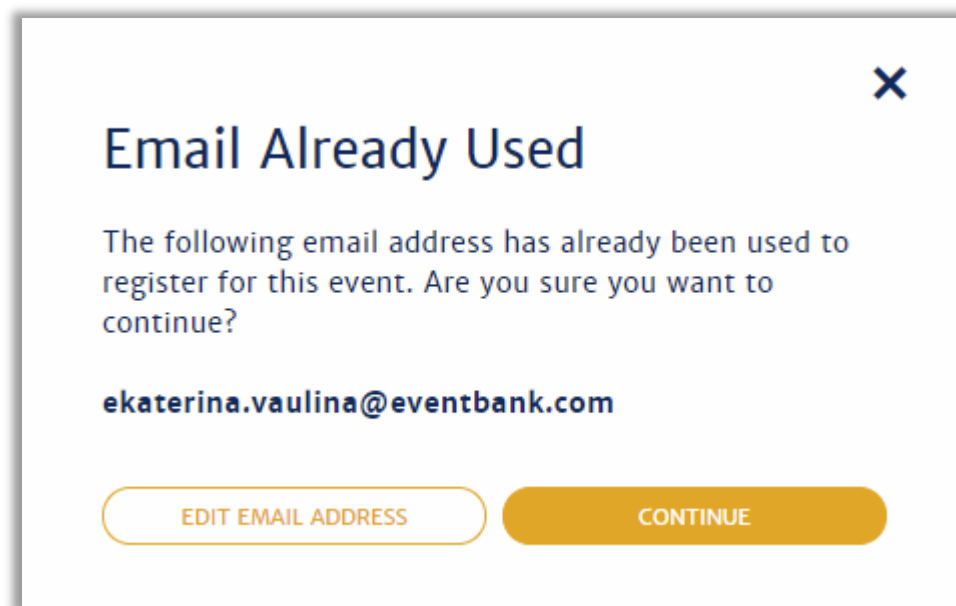 Email Already Used
The following email address has already been used to
register for this event. Are you sure you want to
continue?
ekaterina.vaulina@eventbank.com
EDIT EMAIL ADDRESS
CONTINUE